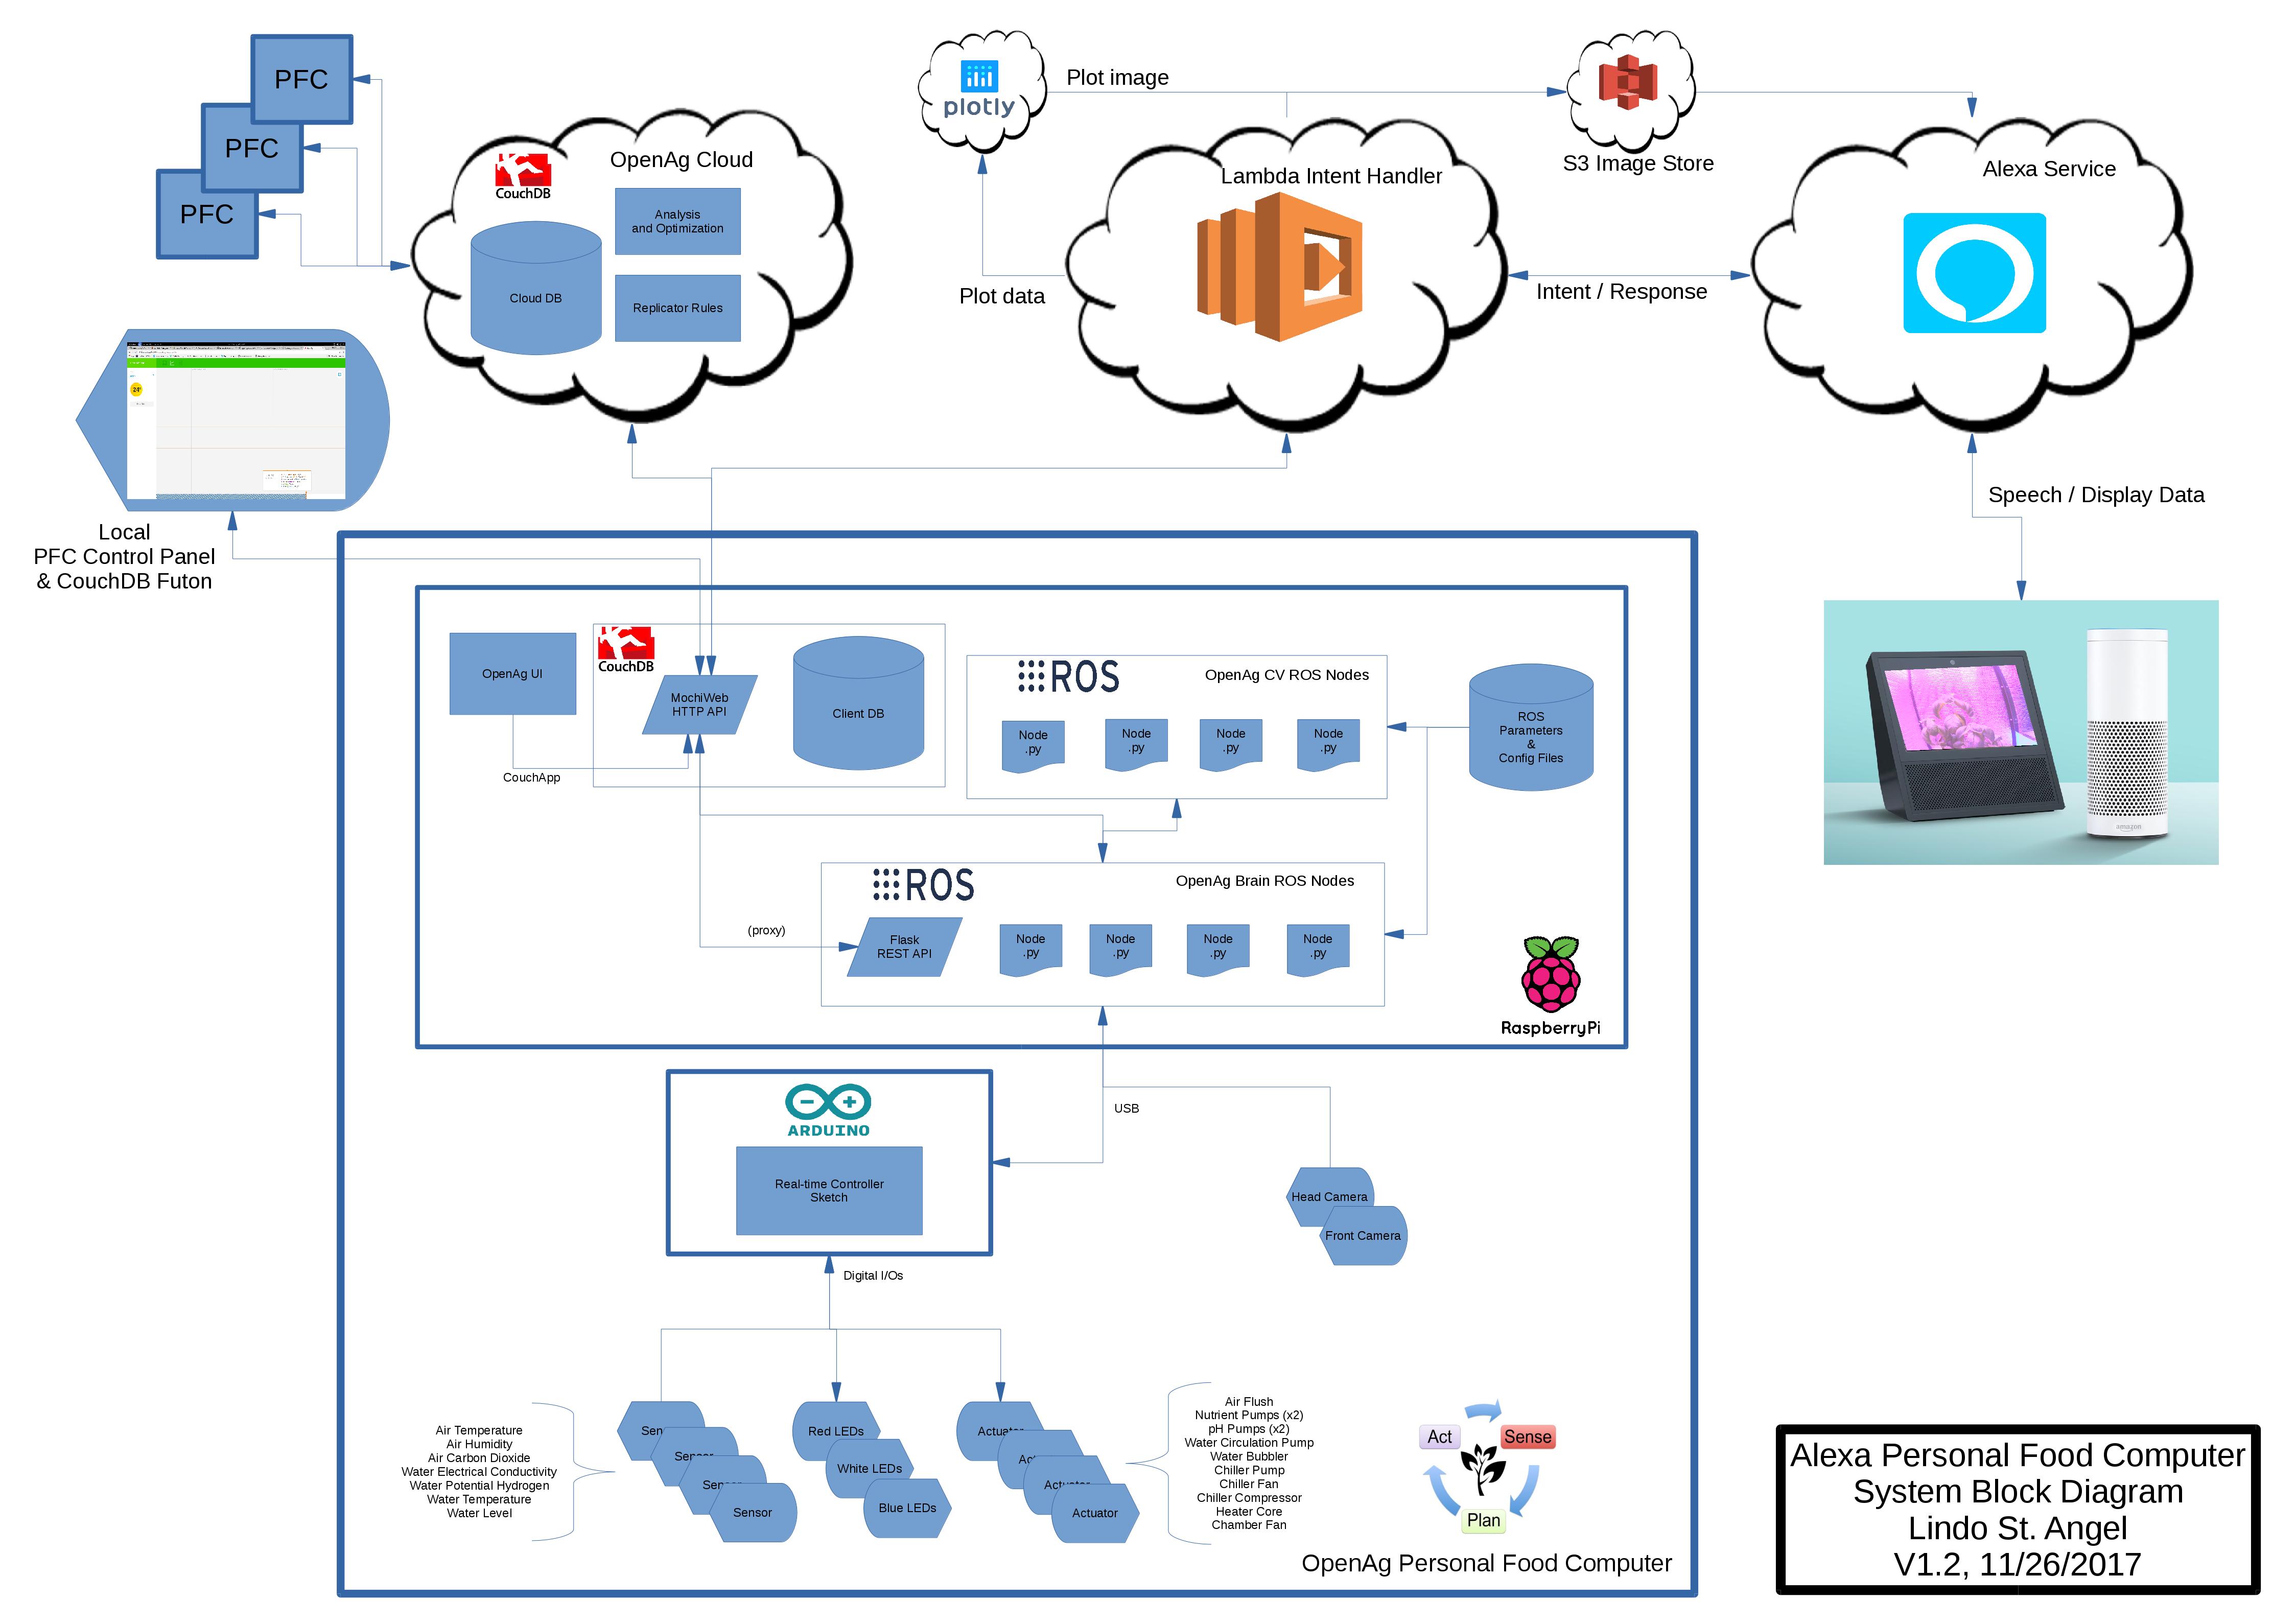 PFC
PFC
PFC
CouchDB
OpenAg Cloud
Analysis
and Optimization
Cloud DB
Replicator Rules
plotly
Plot image
Plot data
Lambda Intent Handler
S3 Image Store
Intent / Response
Alexa Service
Speech / Display Data
24°
Local
PFC Control Panel
& CouchDB Futon
OpenAg UI
CouchApp
CouchDB
MochiWeb
HTTP API
Client DB
ROS
OpenAg CV ROS Nodes
Node
.py
Node
.py
Node
.py
Node
.py
ROS
Parameters
&
Config Files
amazon
(proxy)
ROS
OpenAg Brain ROS Nodes
Flask
REST API
Node
.py
Node
.py
Node
.py
Node
.py
RaspberryPi
ARDUINO
Real-time Controller
Sketch
USB
Head Camera
Front Camera
Digital I/Os
Air Temperature
Air Humidity
Air Carbon Dioxide
Water Electrical Conductivity
Water Potential Hydrogen
Water Temperature
Water Level
Sensor
Sensor
Sensor
Sensor
Red LEDs
White LEDs
Blue LEDs
Actuator
Actuator
Actuator
Actuator
Air Flush
Nutrient Pumps (x2)
pH Pumps (x2)
Water Circulation Pump
Water Bubbler
Chiller Pump
Chiller Fan
Chiller Compressor
Heater Core
Chamber Fan
Act
Sense
Plan
OpenAg Personal Food Computer
Alexa Personal Food Computer
System Block Diagram
Lindo St. Angel
V1.2, 11/26/2017